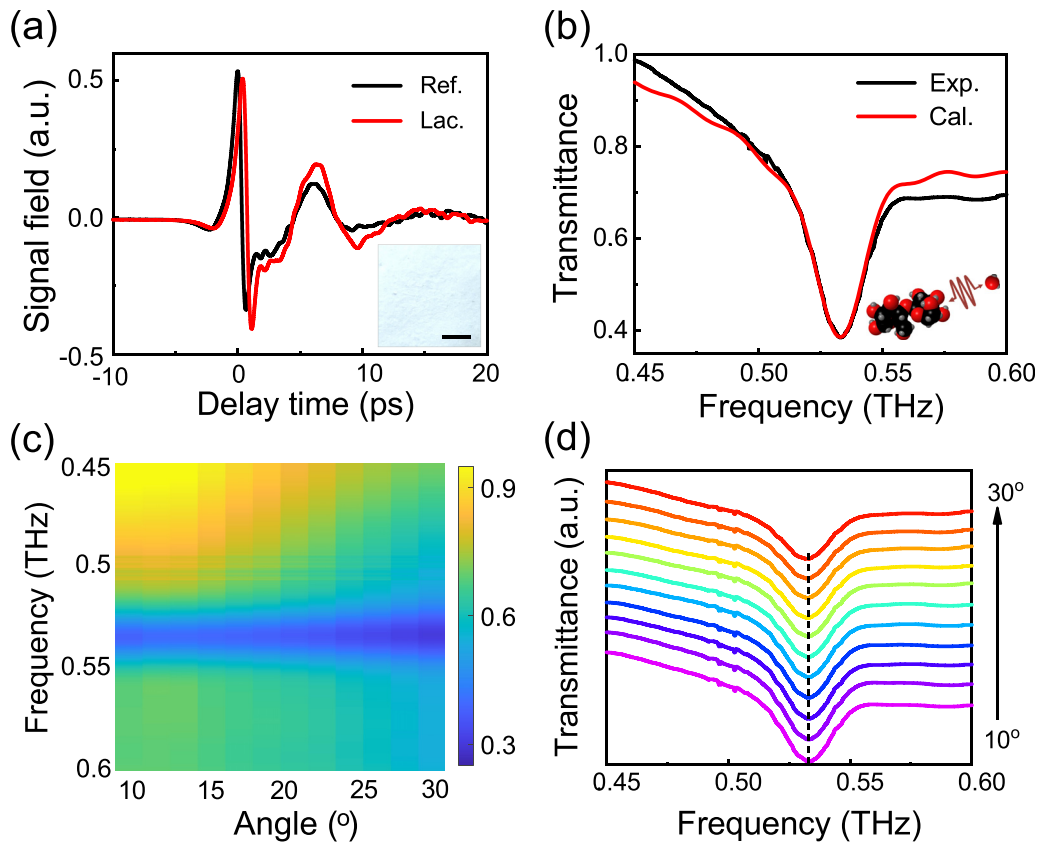 (a)
Signal field (a.u.)
0.5
0.0
-0.5
Ref.
Lac.
-10
0
10
20
Delay time (ps)
(b)
Transmittance
1.0
0.8
0.6
0.4
Exp.
Cal.
0.45
0.50
0.55
0.60
Frequency (THz)
(c)
Frequency (THz)
0.45
0.5
0.55
0.6
0.9
0.6
0.3
10
15
20
25
30
Angle (º)
(d)
Transmittance (a.u.)
30º
10º
0.45
0.50
0.55
0.60
Frequency (THz)